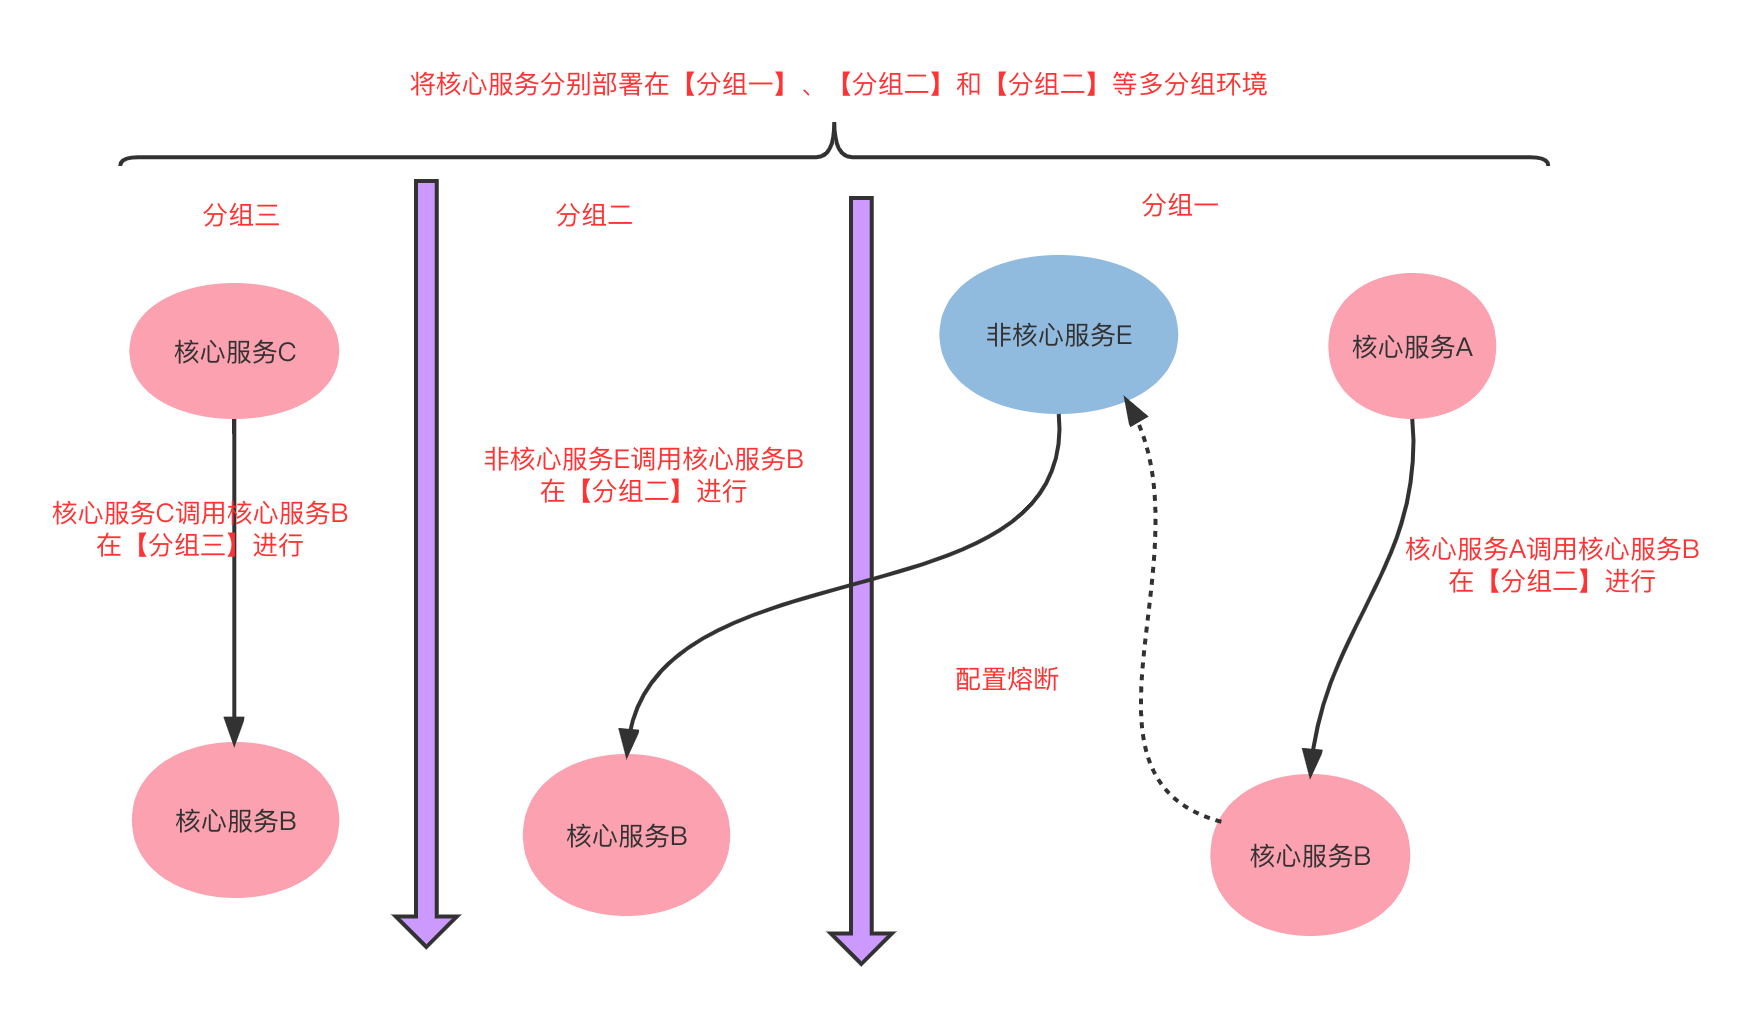 将核心服务分别部署在【分组一】、【分组二】和【分组二】等多分组环境
分组三
分组二
分组一
核心服务C
非核心服务E
核心服务A
非核心服务E调用核心服务B
在【分组二】进行
核心服务C调用核心服务B
在【分组三】进行
核心服务A调用核心服务B
在【分组二】进行
配置熔断
核心服务B
核心服务B
核心服务B